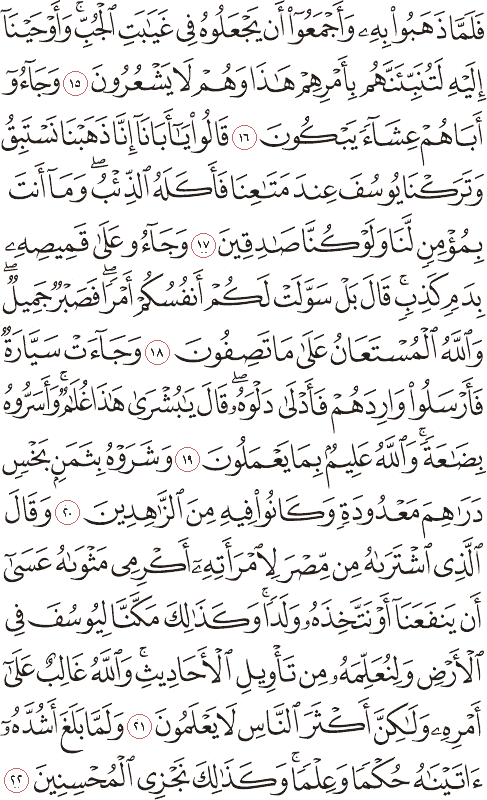 فَلَمَّا ذَهَبُوا۟ بِهِۦ وَأَجْمَعُوٓا۟ أَن يَجْعَلُوهُ فِى غَيَـٰبَتِ ٱلْجُبِّ ۚ وَأَوْحَيْنَآ
إِلَيْهِ لَتُنَبِّئَنَّهُم بِأَمْرِهِمْ هَـٰذَا وَهُمْ لَا يَشْعُرُونَ ١٥ وَجَآءُوٓ
أَبَاهُمْ عِشَآءً يَبْكُونَ ١٦ قَالُوا۟ يَـٰٓأَبَانَآ إِنَّا ذَهَبْنَا نَسْتَبِقُ
وَتَرَكْنَا يُوسُفَ عِندَ مَتَـٰعِنَا فَأَكَلَهُ ٱلذِّئْبُ ۖ وَمَآ أَنتَ
بِمُؤْمِنٍ لَّنَا وَلَوْ كُنَّا صَـٰدِقِينَ ١٧ وَجَآءُو عَلَىٰ قَمِيصِهِۦ
بِدَمٍ كَذِبٍ ۚ قَالَ بَلْ سَوَّلَتْ لَكُمْ أَنفُسُكُمْ أَمْرًا ۖ فَصَبْرٌ جَمِيلٌ ۖ
وَٱللَّهُ ٱلْمُسْتَعَانُ عَلَىٰ مَا تَصِفُونَ ١٨ وَجَآءَتْ سَيَّارَةٌ
فَأَرْسَلُوا۟ وَارِدَهُمْ فَأَدْلَىٰ دَلْوَهُۥ ۖ قَالَ يَـٰبُشْرَىٰ هَـٰذَا غُلَـٰمٌ ۚ وَأَسَرُّوهُ
بِضَـٰعَةً ۚ وَٱللَّهُ عَلِيمٌۢ بِمَا يَعْمَلُونَ ١٩ وَشَرَوْهُ بِثَمَنٍۭ بَخْسٍ
دَرَٰهِمَ مَعْدُودَةٍ وَكَانُوا۟ فِيهِ مِنَ ٱلزَّٰهِدِينَ ٢٠ وَقَالَ
ٱلَّذِى ٱشْتَرَىٰهُ مِن مِّصْرَ لِٱمْرَأَتِهِۦٓ أَكْرِمِى مَثْوَىٰهُ عَسَىٰٓ
أَن يَنفَعَنَآ أَوْ نَتَّخِذَهُۥ وَلَدًا ۚ وَكَذَٰلِكَ مَكَّنَّا لِيُوسُفَ فِى
ٱلْأَرْضِ وَلِنُعَلِّمَهُۥ مِن تَأْوِيلِ ٱلْأَحَادِيثِ ۚ وَٱللَّهُ غَالِبٌ عَلَىٰٓ
أَمْرِهِۦ وَلَـٰكِنَّ أَكْثَرَ ٱلنَّاسِ لَا يَعْلَمُونَ ٢١ وَلَمَّا بَلَغَ أَشُدَّهُۥٓ
ءَاتَيْنَـٰهُ حُكْمًا وَعِلْمًا ۚ وَكَذَٰلِكَ نَجْزِى ٱلْمُحْسِنِينَ ٢٢